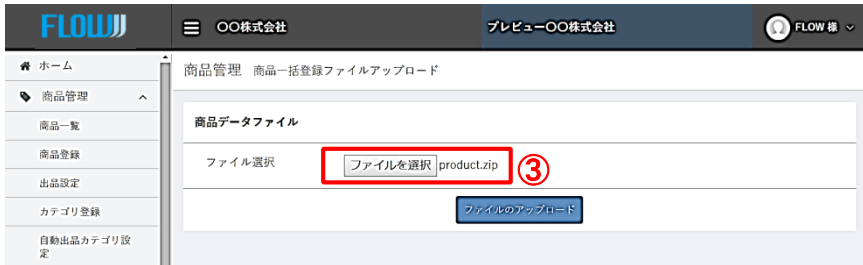 FLOW
〇〇株式会社
プレビュー〇〇株式会社
FLOW 様
ホーム
商品管理
商品一覧
商品登録
出品設定
カテゴリ登録
自動出品カテゴリ設
定
商品管理 商品一括登録ファイルアップロード
商品データファイル
ファイル選択
ファイルを選択 product.zip
③
ファイルのアップロード